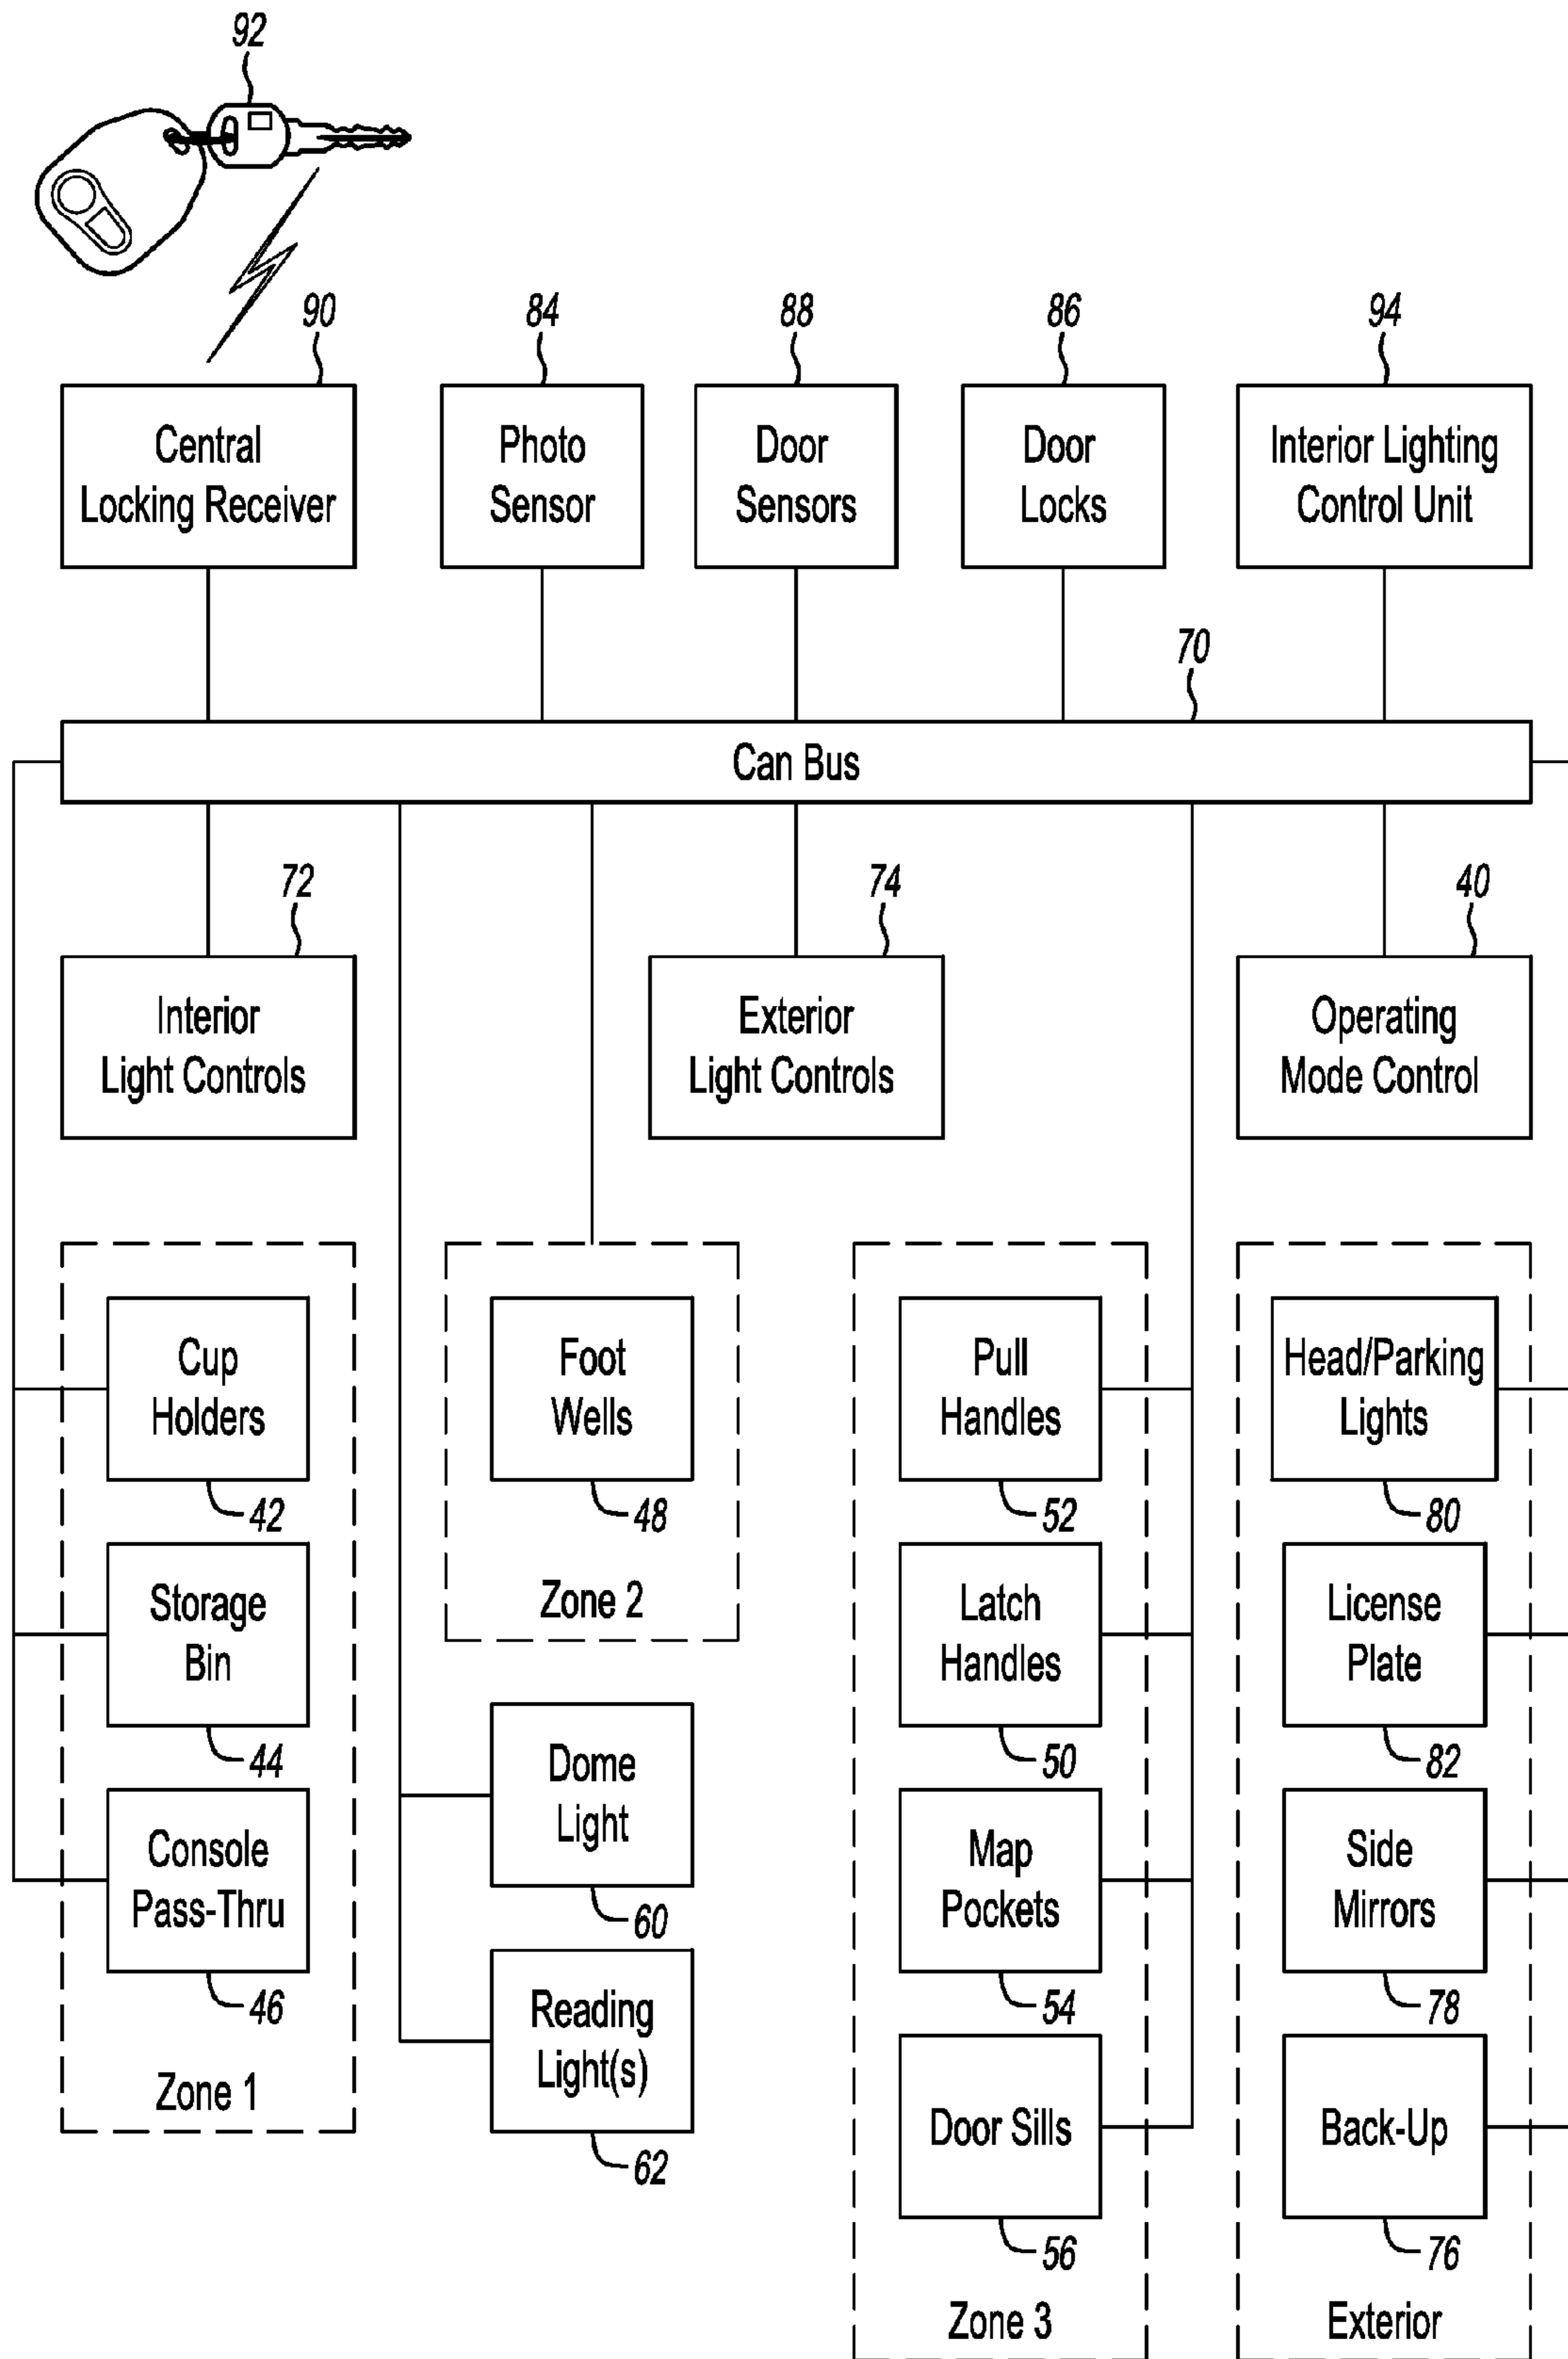 92
90
84
88
86
94
Central
Locking Receiver
Photo
Sensor
Door
Sensors
Door
Locks
Interior Lighting
Control Unit
70
Can Bus
72
74
40
Interior
Light Controls
Exterior
Light Controls
Operating
Mode Control
Cup
Holders
42
Storage
Bin
44
Console
Pass-Thru
46
Zone 1
Foot
Wells
48
Zone 2
Dome
Light
60
Reading
Light(s)
62
Pull
Handles
52
Latch
Handles
50
Map
Pockets
54
Door Sills
56
Zone 3
Head/Parking
Lights
80
License
Plate
82
Side
Mirrors
78
Back-Up
76
Exterior